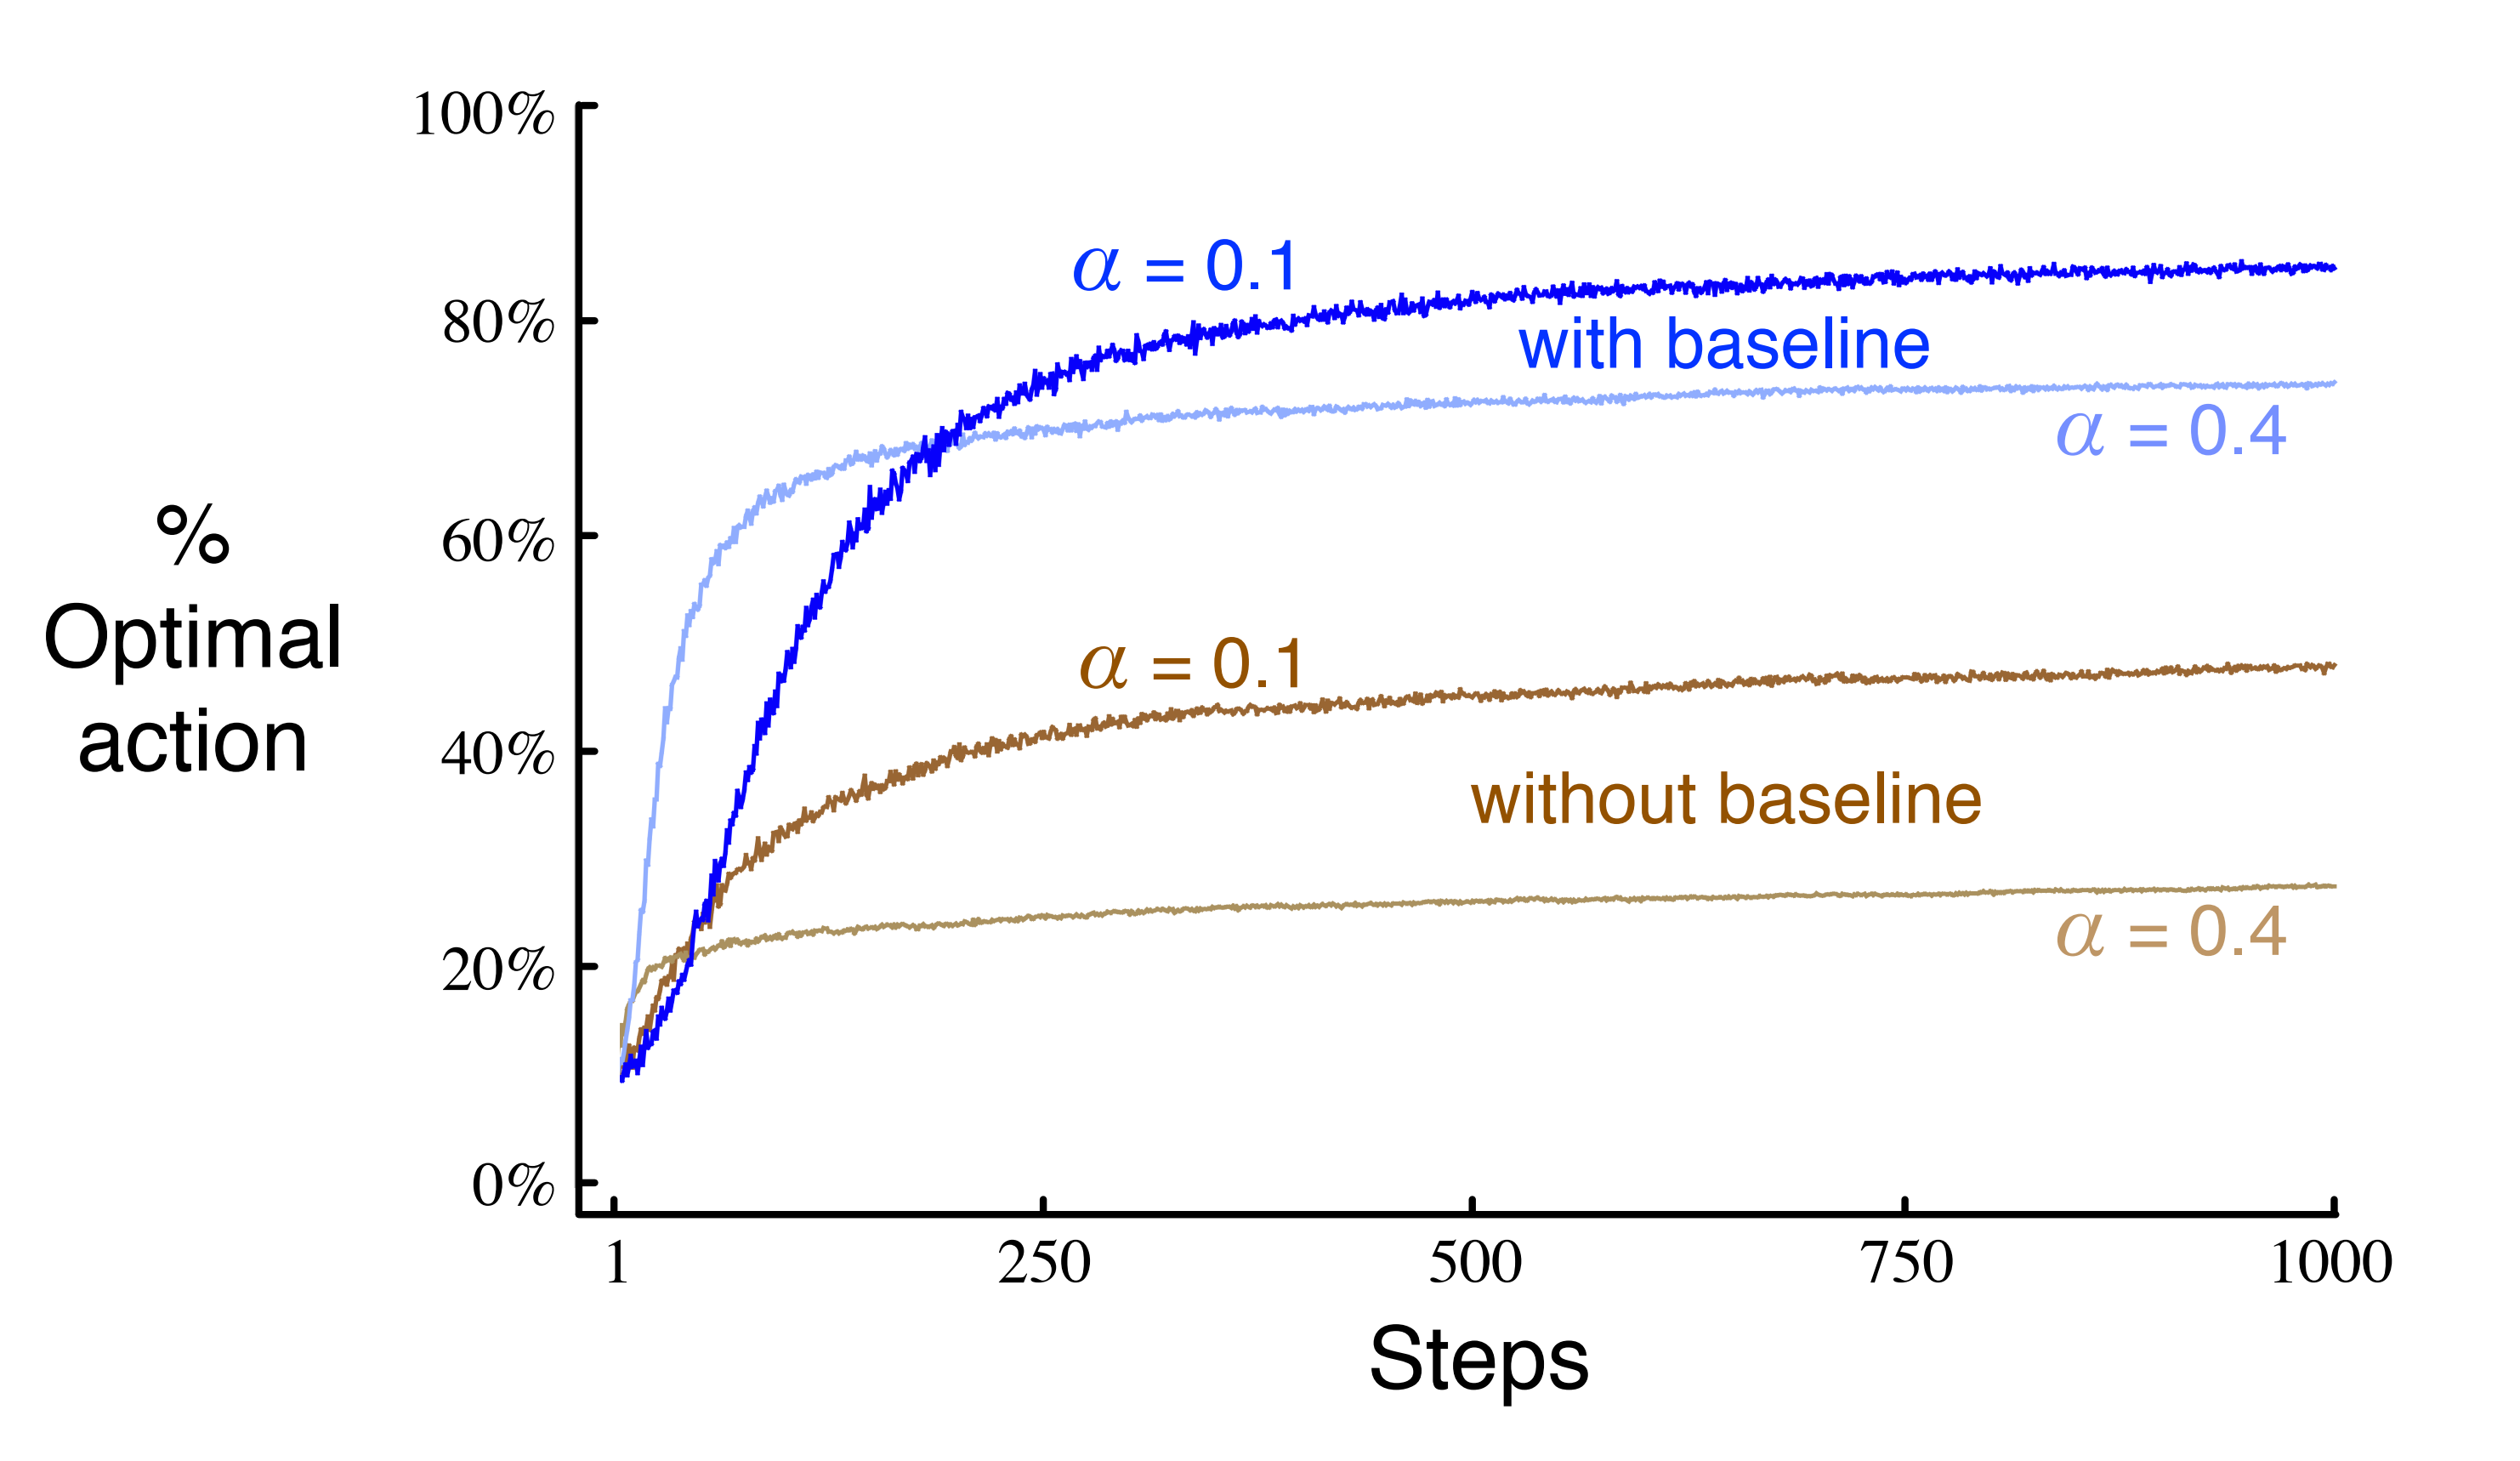 100%
80%
60%
40%
20%
0%
%
Optimal
action
α = 0.1
with baseline
α = 0.4
α = 0.1
without baseline
α = 0.4
1
250
500
750
1000
Steps